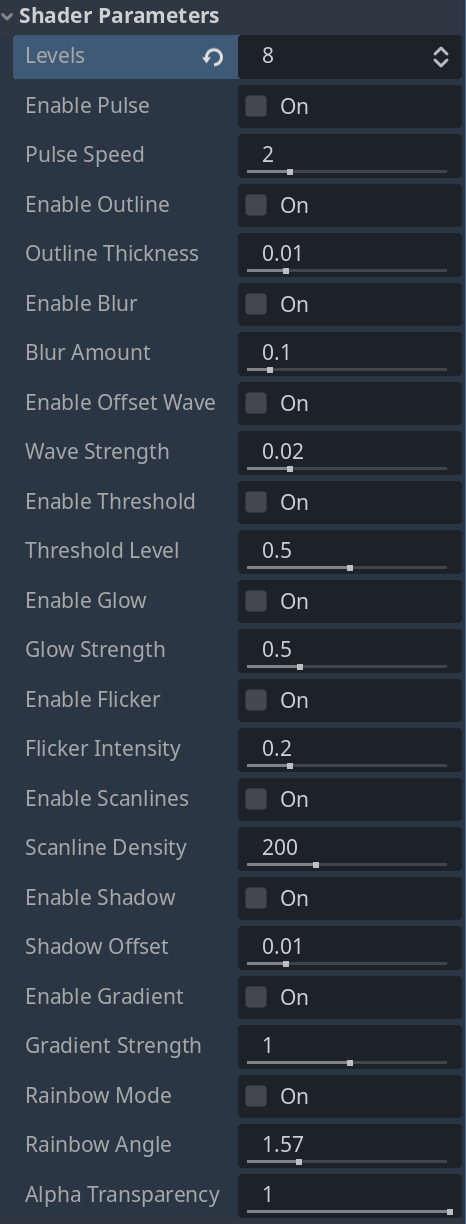 Shader Parameters
Levels 8
Enable Pulse On
Pulse Speed 2
Enable Outline On
Outline Thickness 0.01
Enable Blur On
Blur Amount 0.1
Enable Offset Wave On
Wave Strength 0.02
Enable Threshold On
Threshold Level 0.5
Enable Glow On
Glow Strength 0.5
Enable Flicker On
Flicker Intensity 0.2
Enable Scanlines On
Scanline Density 200
Enable Shadow On
Shadow Offset 0.01
Enable Gradient On
Gradient Strength 1
Rainbow Mode On
Rainbow Angle 1.57
Alpha Transparency 1